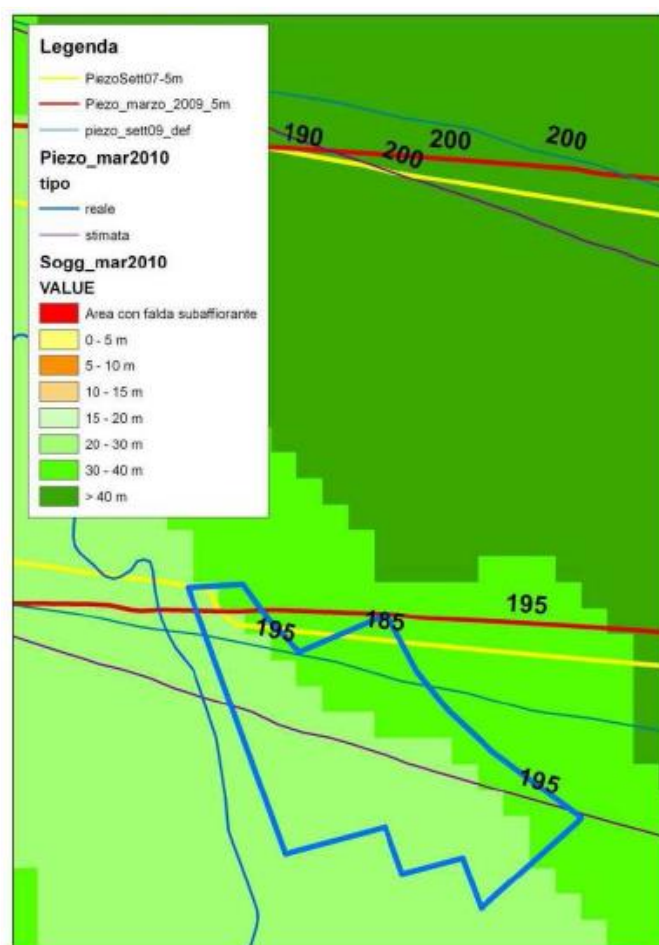 Legenda
PiezoSett07-5m
Piezo_marzo_2009_5m
piezo_sett09_def
Piezo_mar2010
tipo
reale
stimata
Sogg_mar2010
VALUE
Area con falda subaffiorante
0 - 5 m
5 - 10 m
10 - 15 m
15 - 20 m
20 - 30 m
30 - 40 m
> 40 m
190
200
200
200
195
185
195
195